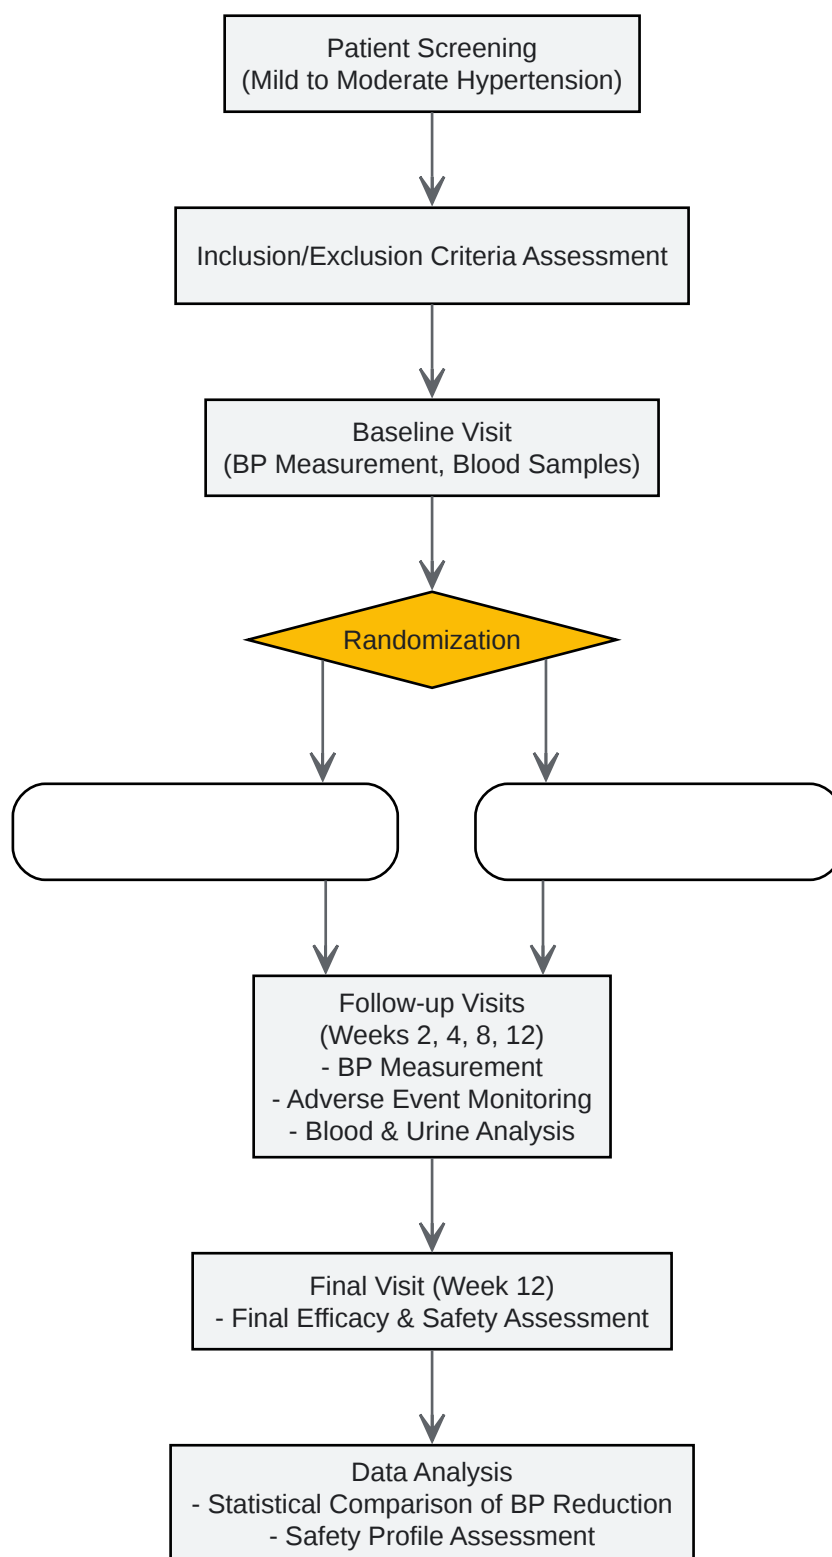 Patient Screening
(Mild to Moderate Hypertension)
Inclusion/Exclusion Criteria Assessment
Baseline Visit
(BP Measurement, Blood Samples)
Randomization
Follow-up Visits
(Weeks 2, 4, 8, 12)
- BP Measurement
- Adverse Event Monitoring
- Blood & Urine Analysis
Final Visit (Week 12)
- Final Efficacy & Safety Assessment
Data Analysis
- Statistical Comparison of BP Reduction
- Safety Profile Assessment